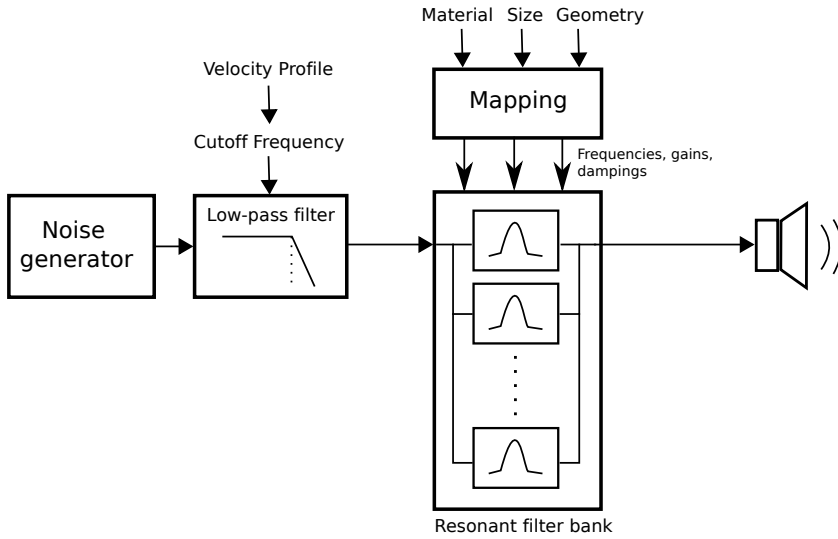 Material Size Geometry
Velocity Profile
Mapping
Cutoff Frequency
Frequencies, gains,
dampings
Noise
generator
Low-pass filter
Resonant filter bank